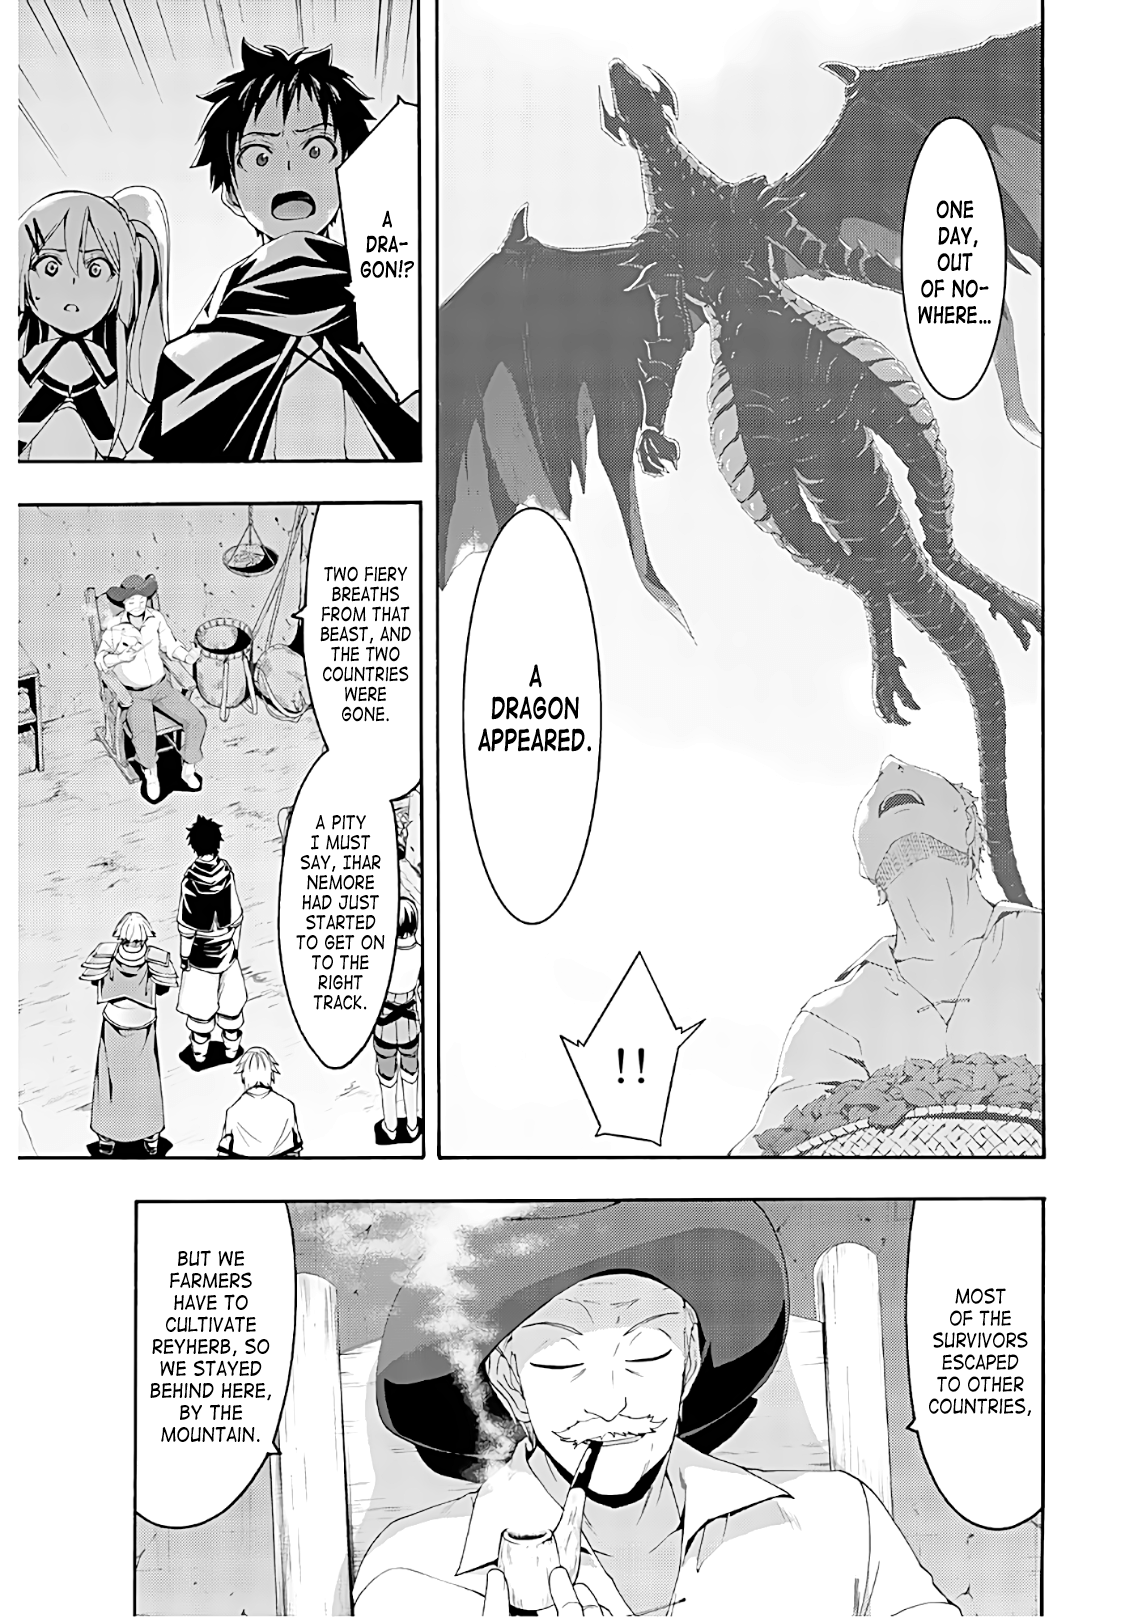 ONE
DAY,
OUT
OF NO-
WHERE...
A
DRAGON
APPEARED.
!!
A
DRA-
GON!?
TWO FIERY
BREATHS
FROM THAT
BEAST, AND
THE TWO
COUNTRIES
WERE
GONE.
A PITY
I MUST
SAY, IHAR
NEMORE
HAD JUST
STARTED
TO GET ON
TO THE
RIGHT
TRACK.
MOST
OF THE
SURVIVORS
ESCAPED
TO OTHER
COUNTRIES,
BUT WE
FARMERS
HAVE TO
CULTIVATE
REYHERB, SO
WE STAYED
BEHIND HERE,
BY THE
MOUNTAIN.